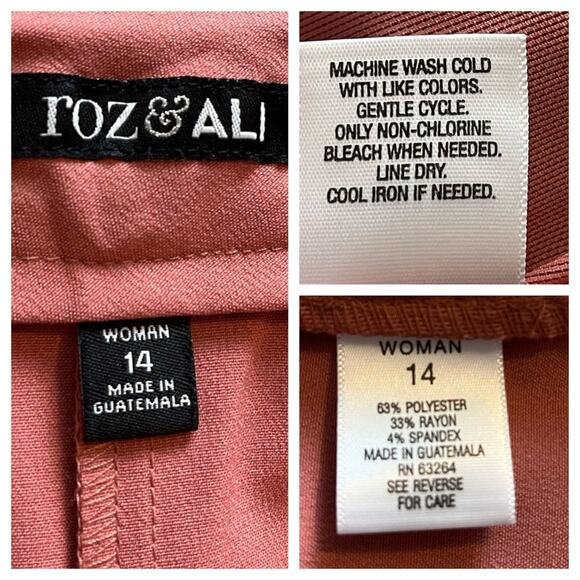 roz&ALI
WOMAN
14
MADE IN
GUATEMALA
MACHINE WASH COLD
WITH LIKE COLORS.
GENTLE CYCLE.
ONLY NON-CHLORINE
BLEACH WHEN NEEDED.
LINE DRY.
COOL IRON IF NEEDED.
WOMAN
14
63% POLYESTER
33% RAYON
4% SPANDEX
MADE IN GUATEMALA
RN 63264
SEE REVERSE
FOR CARE